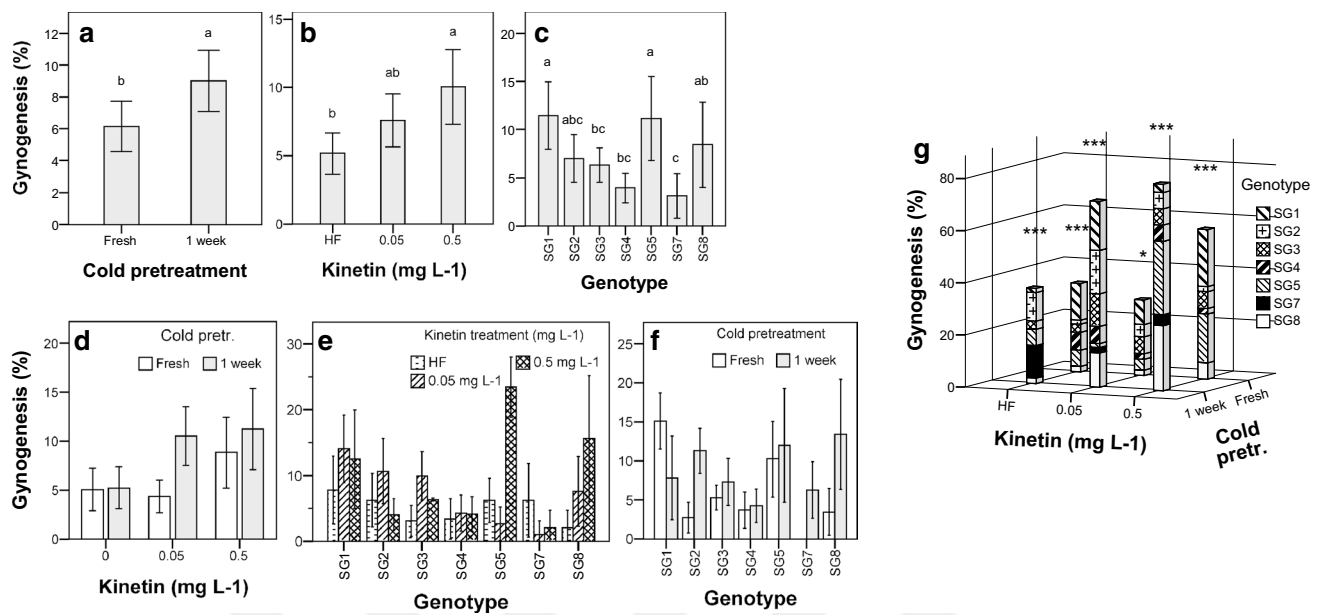 a
Gynogenesis (%)
12
10
8
6
4
2
0
b
a
Fresh
1 week
Cold pretreatment
b
15
10
5
0
b
ab
a
HF
0.05
0.5
Kinetin (mg L-1)
c
20
15
10
5
0
a
abc
bc
bc
a
c
ab
SG1
SG2
SG3
SG4
SG5
SG7
SG8
Genotype
d
Cold pretr.
Fresh
1 week
Gynogenesis (%)
20
15
10
5
0
0
0.05
0.5
Kinetin (mg L-1)
e
Kinetin treatment (mg L-1)
HF
0.5 mg L-1
0.05 mg L-1
30
20
10
0
SG1
SG2
SG3
SG4
SG5
SG7
SG8
Genotype
f
Cold pretreatment
Fresh
1 week
25
20
15
10
5
0
SG1
SG2
SG3
SG4
SG5
SG7
SG8
Genotype
g
Gynogenesis (%)
80
60
40
20
0
***
***
***
*
***
***
HF
0.05
0.5
Kinetin (mg L-1)
1 week
Fresh
Cold
pretr.
Genotype
SG1
SG2
SG3
SG4
SG5
SG7
SG8